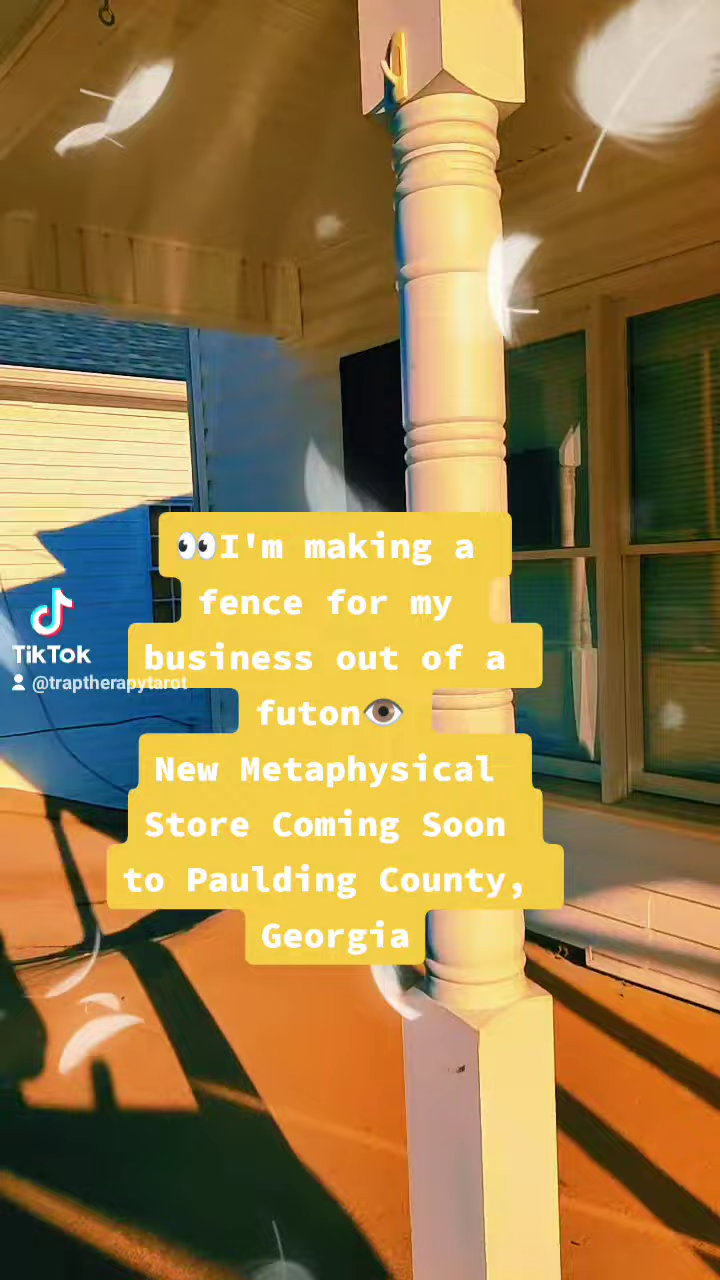 👀I'm making a
fence for my
business out of a
futon👁
New Metaphysical
Store Coming Soon
to Paulding County,
Georgia
TikTok
@traptherapytarot